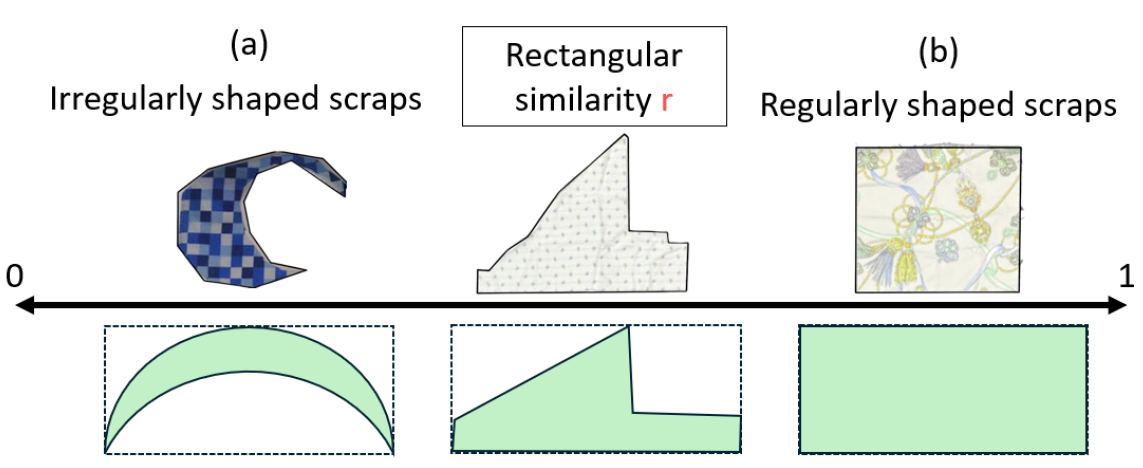 (a)
Irregularly shaped scraps
Rectangular
similarity r
(b)
Regularly shaped scraps
0
1